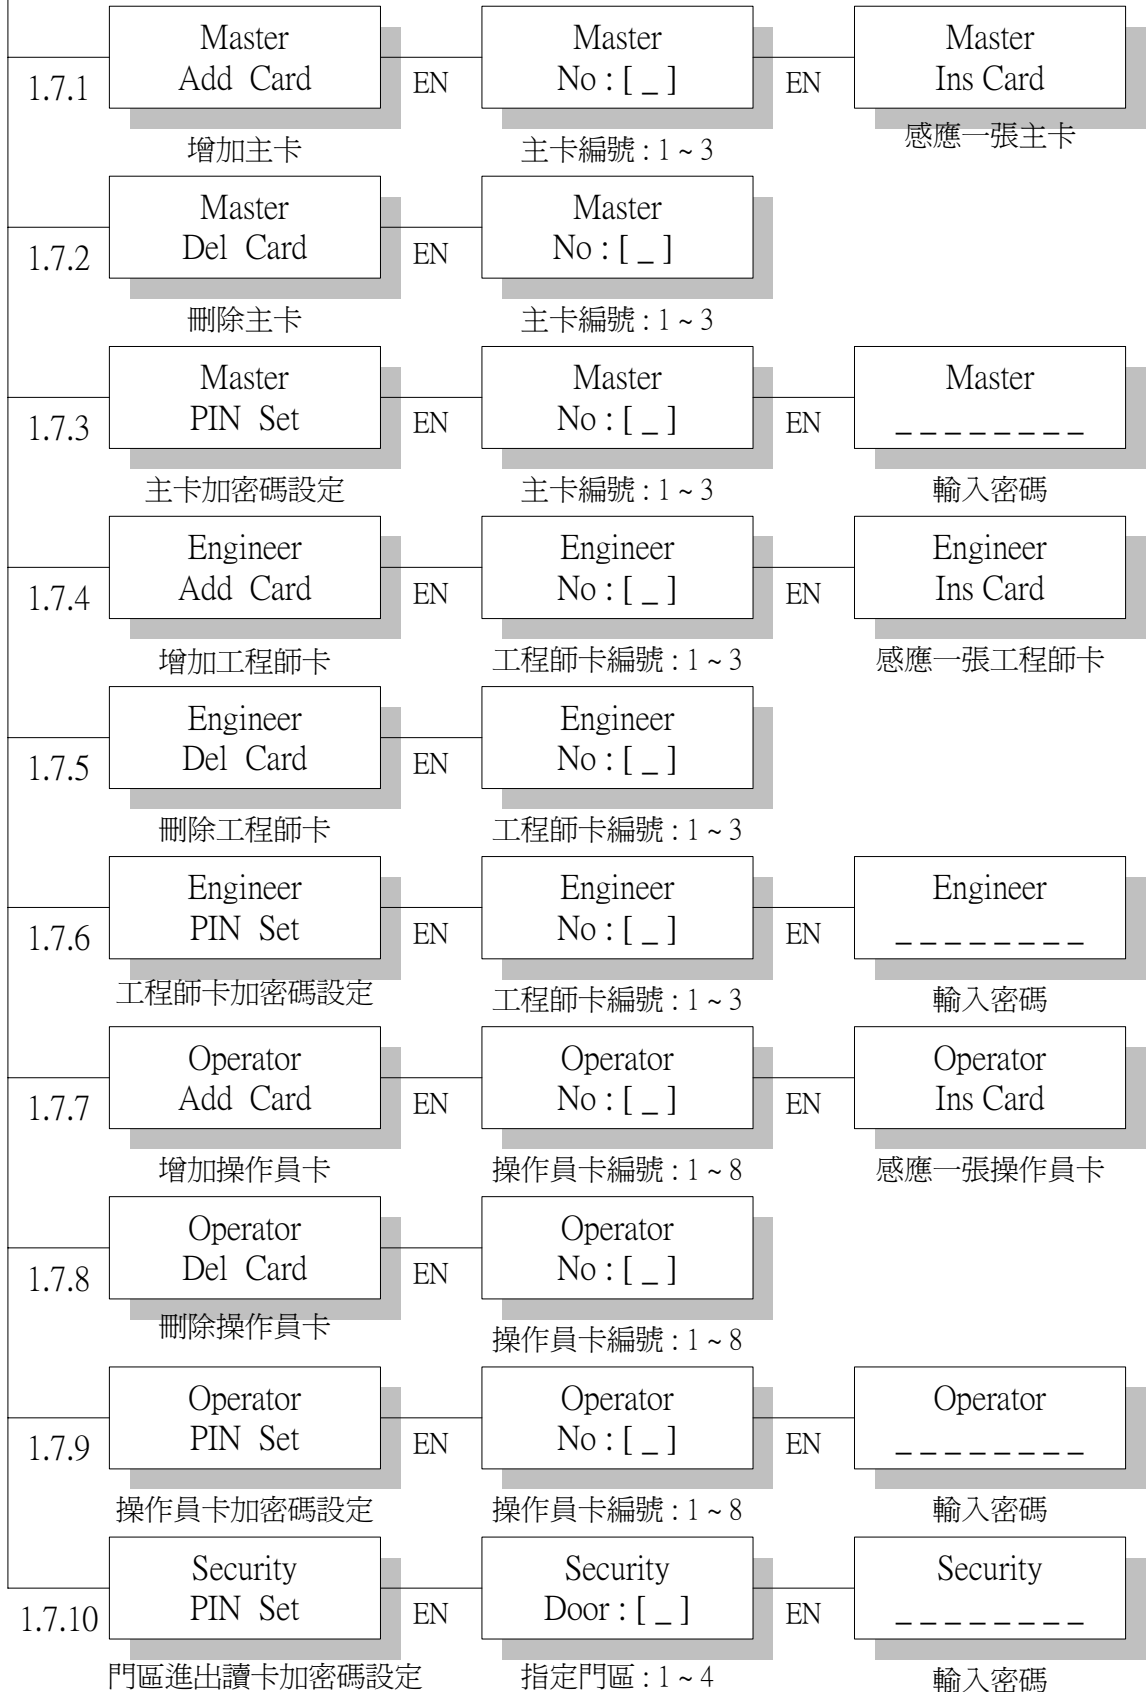 Master
Add Card
Master
No : [ _ ]
Master
Ins Card
1.7.1
EN
EN
增加主卡
主卡編號 : 1 ~ 3
感應一張主卡
Master
Del Card
Master
No : [ _ ]
1.7.2
EN
刪除主卡
主卡編號 : 1 ~ 3
Master
PIN Set
Master
No : [ _ ]
Master
_ _ _ _ _ _ _ _
1.7.3
EN
EN
主卡加密碼設定
主卡編號 : 1 ~ 3
輸入密碼
Engineer
Add Card
Engineer
No : [ _ ]
Engineer
Ins Card
1.7.4
EN
EN
增加工程師卡
工程師卡編號 : 1 ~ 3
感應一張工程師卡
Engineer
Del Card
Engineer
No : [ _ ]
1.7.5
EN
刪除工程師卡
工程師卡編號 : 1 ~ 3
Engineer
PIN Set
Engineer
No : [ _ ]
Engineer
_ _ _ _ _ _ _ _
1.7.6
EN
EN
工程師卡加密碼設定
工程師卡編號 : 1 ~ 3
輸入密碼
Operator
Add Card
Operator
No : [ _ ]
Operator
Ins Card
1.7.7
EN
EN
增加操作員卡
操作員卡編號 : 1 ~ 8
感應一張操作員卡
Operator
Del Card
Operator
No : [ _ ]
1.7.8
EN
刪除操作員卡
操作員卡編號 : 1 ~ 8
Operator
PIN Set
Operator
No : [ _ ]
Operator
_ _ _ _ _ _ _ _
1.7.9
EN
EN
操作員卡加密碼設定
操作員卡編號 : 1 ~ 8
輸入密碼
Security
PIN Set
Security
Door : [ _ ]
Security
_ _ _ _ _ _ _ _
1.7.10
EN
EN
門區進出讀卡加密碼設定
指定門區 : 1 ~ 4
輸入密碼